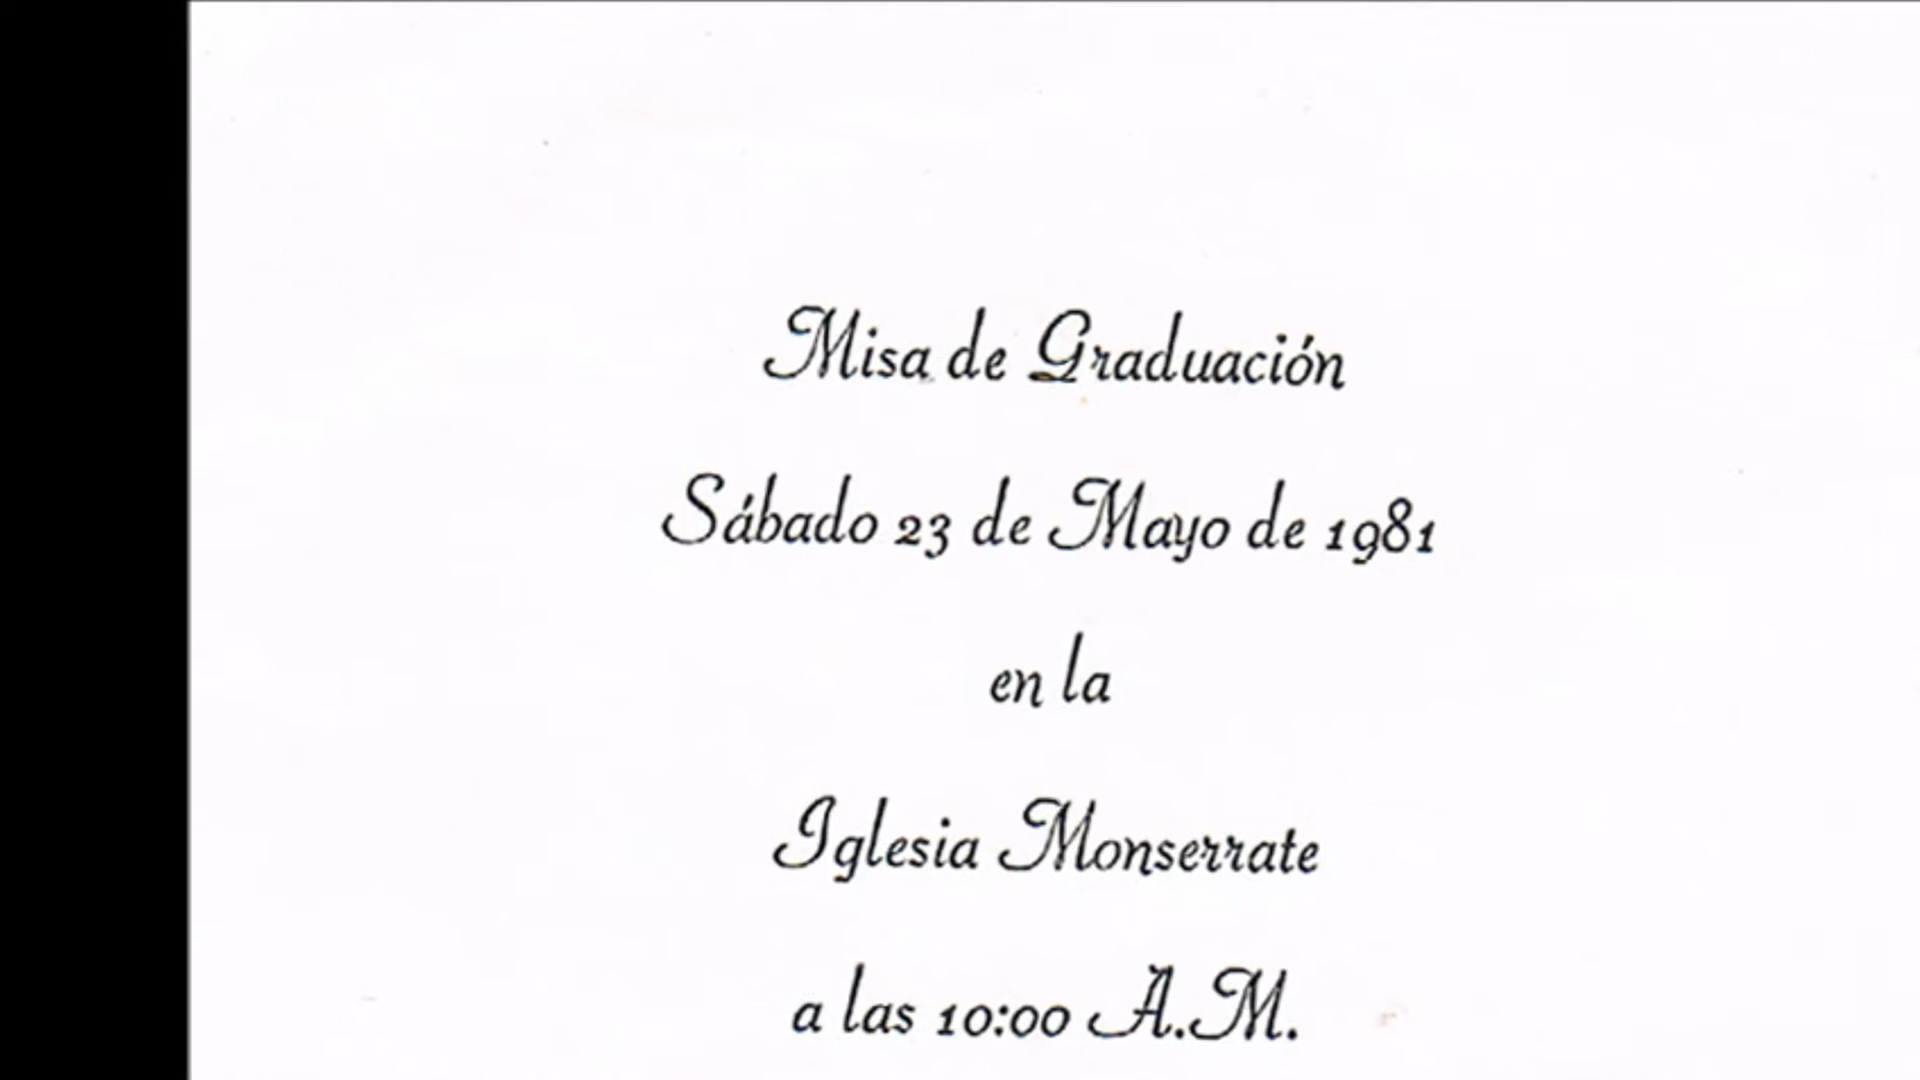 Misa de Graduación
Sábado 23 de Mayo de 1981
en la
Iglesia Monserrate
a las 10:00 A.M.